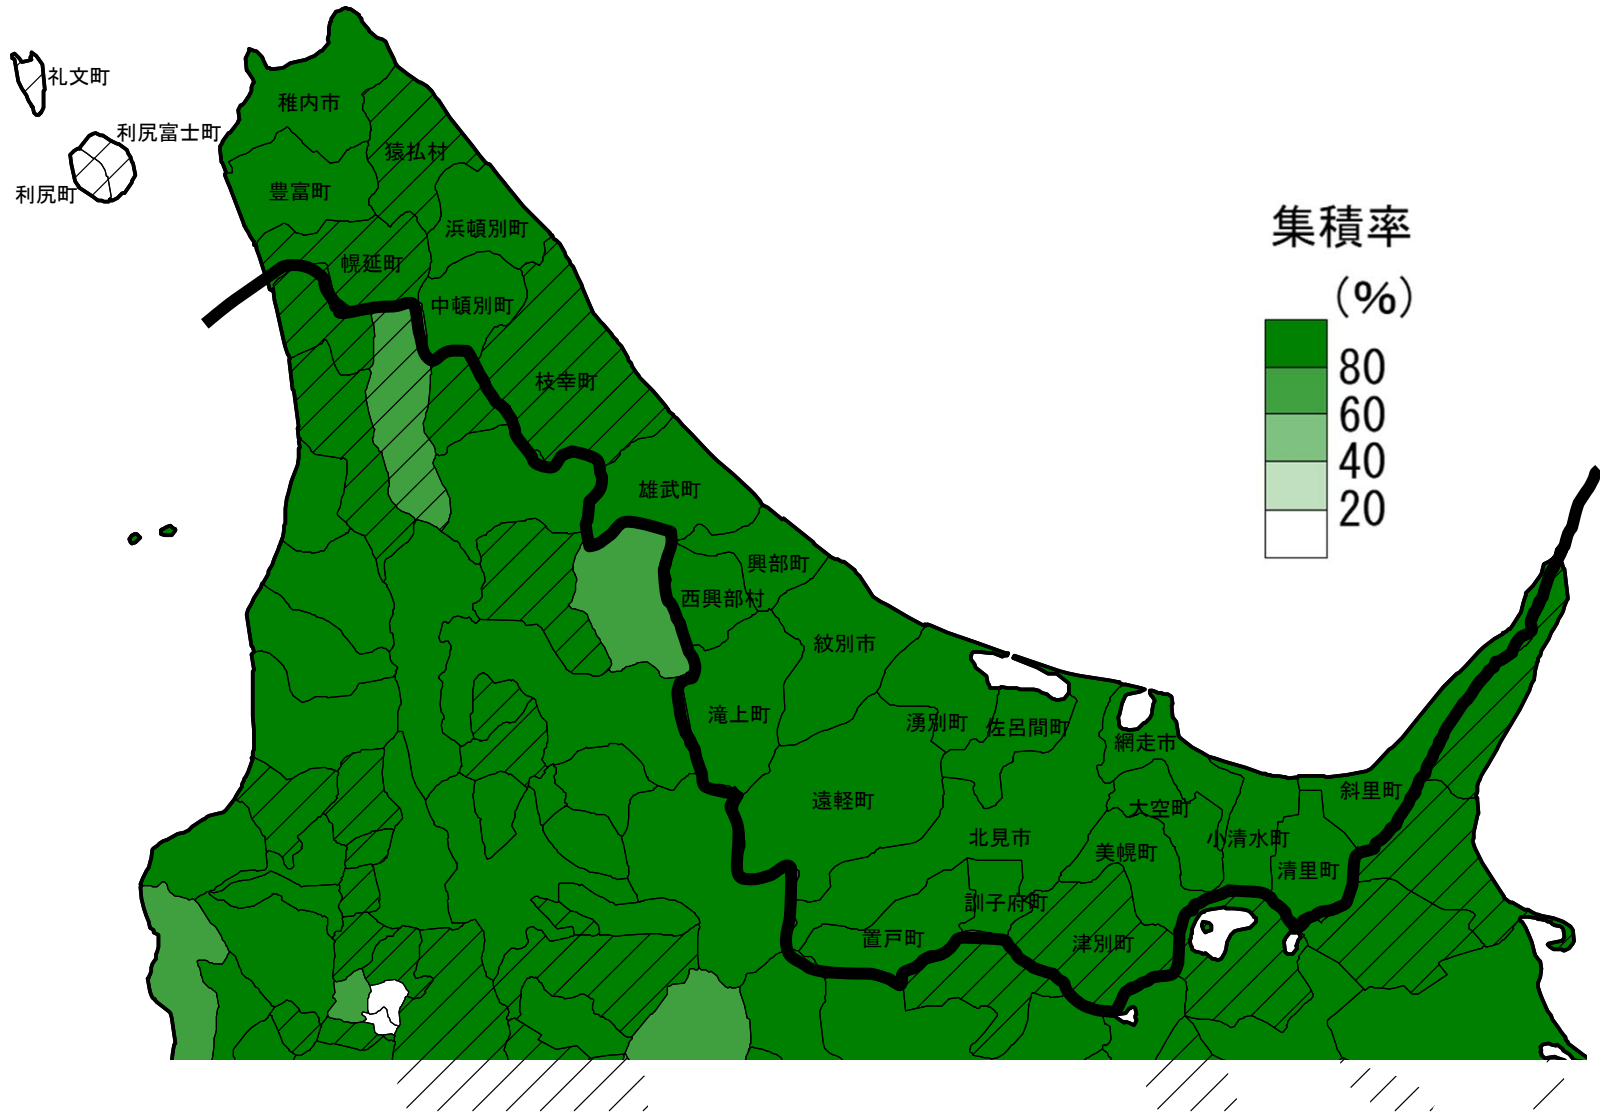 礼文町
利尻富士町
利尻町
稚内市
猿払村
豊富町
浜頓別町
幌延町
中頓別町
枝幸町
雄武町
興部町
西興部村
紋別市
滝上町
湧別町
佐呂間町
網走市
遠軽町
大空町
斜里町
北見市
小清水町
美幌町
清里町
訓子府町
置戸町
津別町
集積率
(%)
80
60
40
20